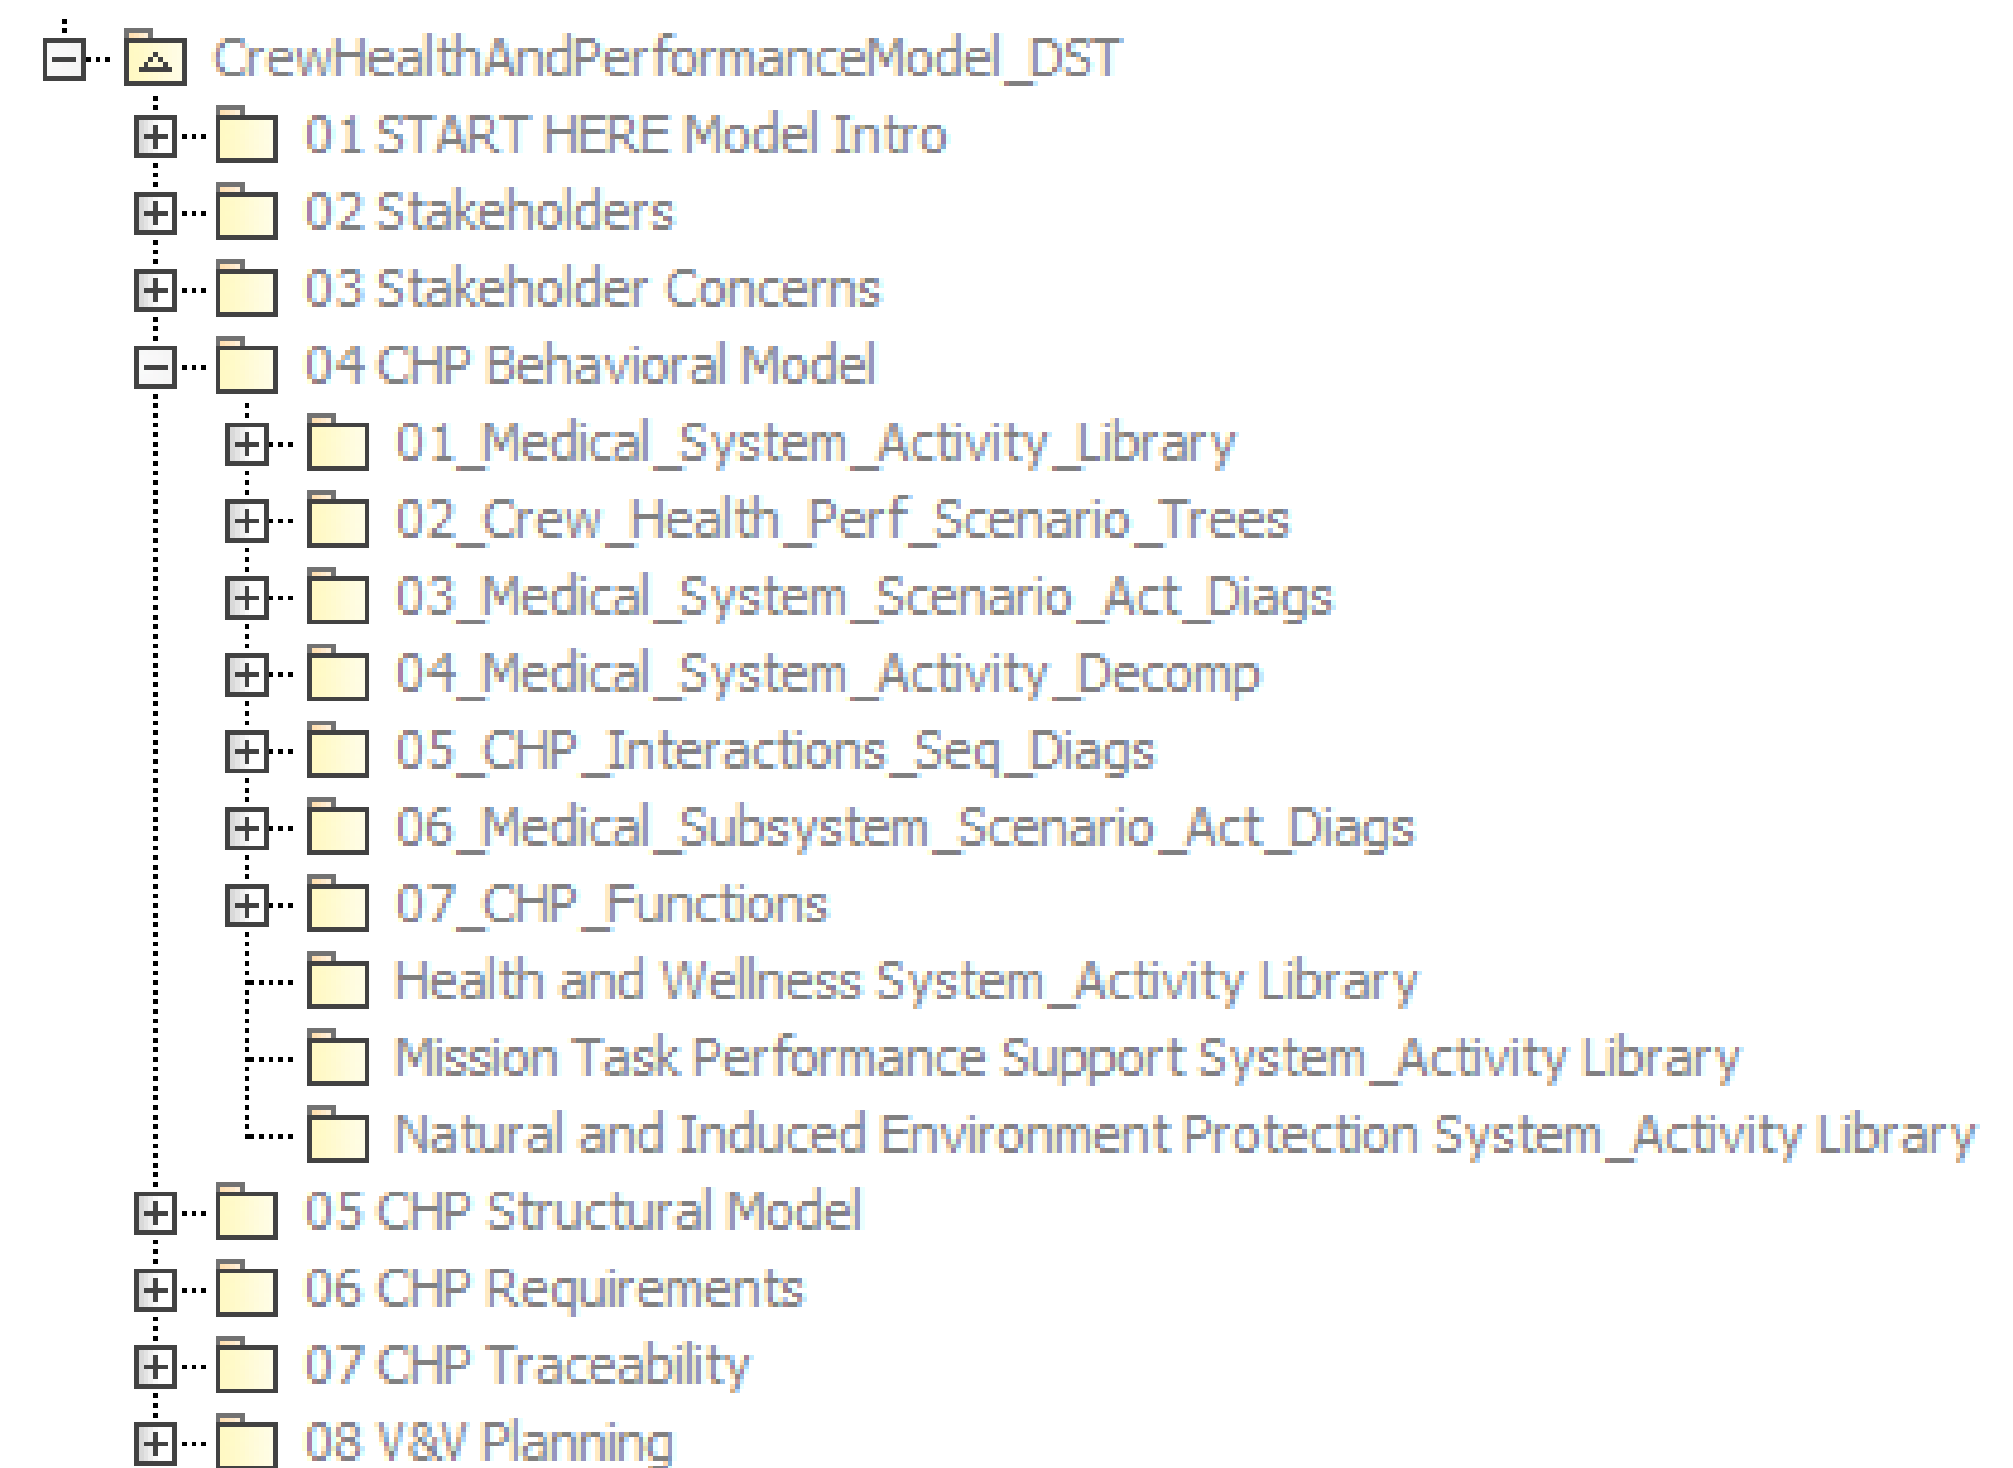 CrewHealthAndPerformanceModel_DST
01 START HERE Model Intro
02 Stakeholders
03 Stakeholder Concerns
04 CHP Behavioral Model
01_Medical_System_Activity_Library
02_Crew_Health_Perf_Scenario_Trees
03_Medical_System_Scenario_Act_Diags
04_Medical_System_Activity_Decomp
05_CHP_Interactions_Seq_Diags
06_Medical_Subsystem_Scenario_Act_Diags
07_CHP_Functions
Health and Wellness System_Activity Library
Mission Task Performance Support System_Activity Library
Natural and Induced Environment Protection System_Activity Library
05 CHP Structural Model
06 CHP Requirements
07 CHP Traceability
08 V&V Planning